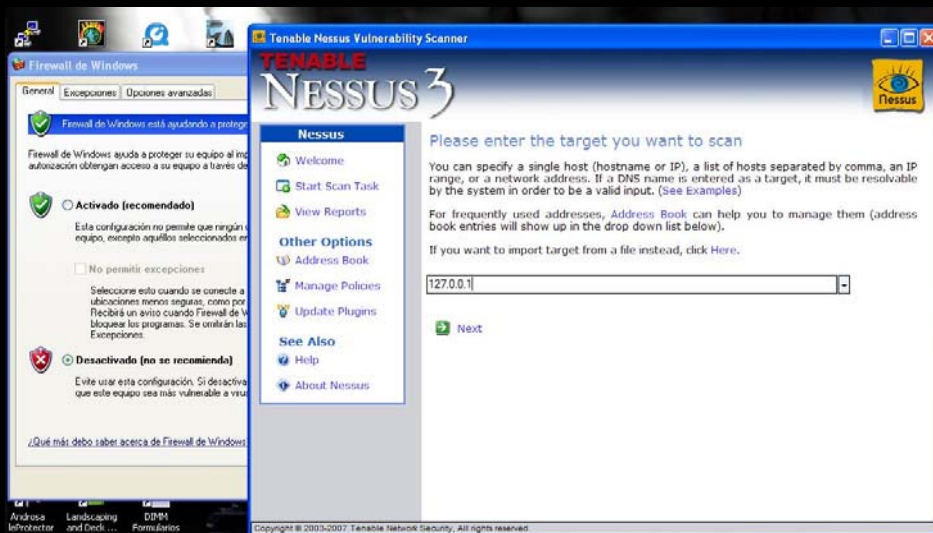 Firewall de Windows
General Excepciones Opciones avanzadas
Firewall de Windows está ayudando a proteger
Firewall de Windows ayuda a proteger su equipo al
autorización obtengan acceso a su equipo a través de
Activado (recomendado)
Esta configuración no permite que ningún
equipo, excepto aquéllos seleccionados
No permitir excepciones
Seleccione esto cuando se conecte a
ubicaciones menos seguras, como por
Recibirá un aviso cuando Firewall de
bloquear los programas. Se omitirán las
Excepciones.
Desactivado (no se recomienda)
Evite usar esta configuración. Si
que este equipo sea más vulnerable a
¿Qué más debo saber acerca de Firewall de Windows
Androsa
leProtector
Landscaping
and Deck ...
DIMM
Formularios
Tenable Nessus Vulnerability Scanner
TENABLE
NESSUS 3
Nessus
Nessus
Welcome
Start Scan Task
View Reports
Other Options
Address Book
Manage Policies
Update Plugins
See Also
Help
About Nessus
Please enter the target you want to scan
You can specify a single host (hostname or IP), a list of hosts separated by comma, an IP
range, or a network address. If a DNS name is entered as a target, it must be resolvable
by the system in order to be a valid input. (See Examples)
For frequently used addresses, Address Book can help you to manage them (address
book entries will show up in the drop down list below).
If you want to import target from a file instead, click Here.
127.0.0.1
Next
Copyright © 2003-2007 Tenable Network Security, All rights reserved.